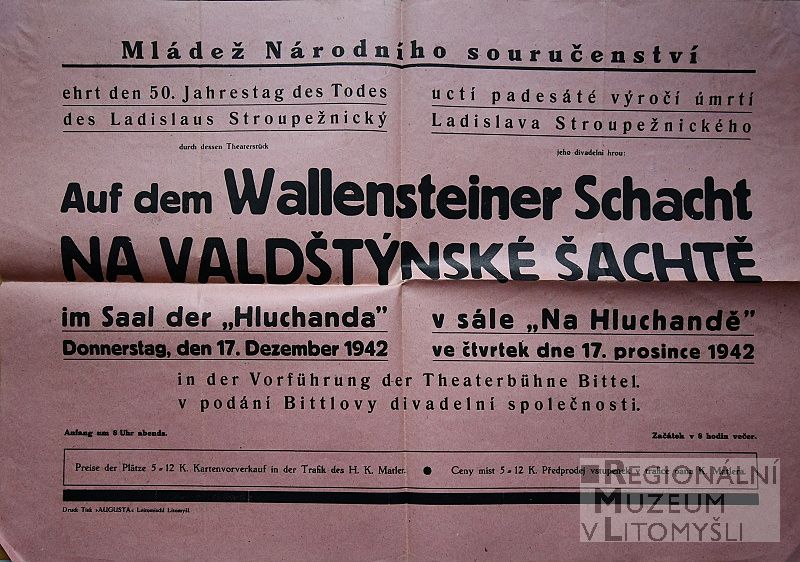 Mládež Národního souručenství
ehrt den 50. Jahrestag des Todes
des Ladislaus Stroupežnický
durch dessen Theaterstück
uctí padesáté výročí úmrtí
Ladislava Stroupežnického
jeho divadelní hrou:
Auf dem Wallensteiner Schacht
NA VALDŠTÝNSKÉ ŠACHTĚ
im Saal der „Hluchanda"
Donnerstag, den 17. Dezember 1942
v sále „Na Hluchandě"
ve čtvrtek dne 17. prosince 1942
in der Vorführung der Theaterbühne Bittel.
v podání Bittlovy divadelní společnosti.
Anfang um 8 Uhr abends.
Začátek v 8 hodin večer.
Preise der Plätze 5-12 K. Kartenvorverkauf in der Trafik des H. K. Matler. ● Ceny míst 5-12 K. Předprodej vstupenek v trafice pana K. Matlera.
Druck Tisk »AUGUSTA« Leitomischl Litomyšl.
REGIONÁLNÍ
MUZEUM
V LITOMYŠLI